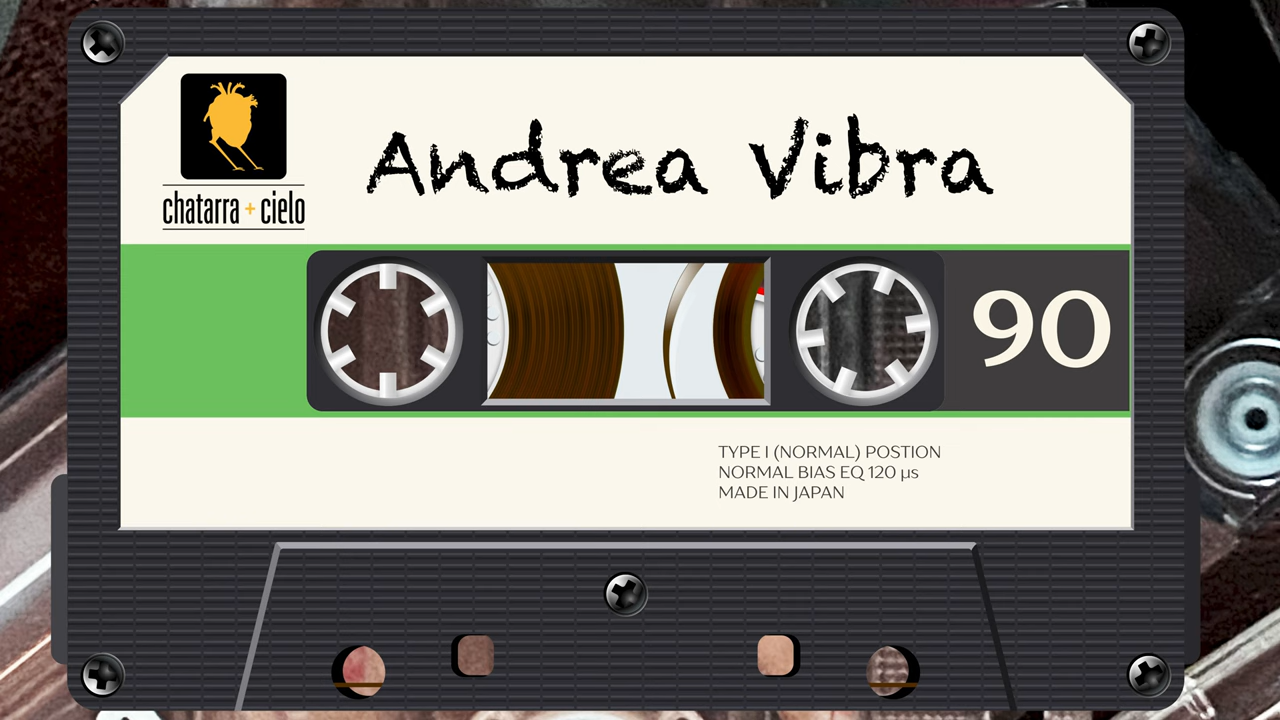 Andrea Vibra
chatarra + cielo
90
TYPE I (NORMAL) POSTION
NORMAL BIAS EQ 120 µs
MADE IN JAPAN